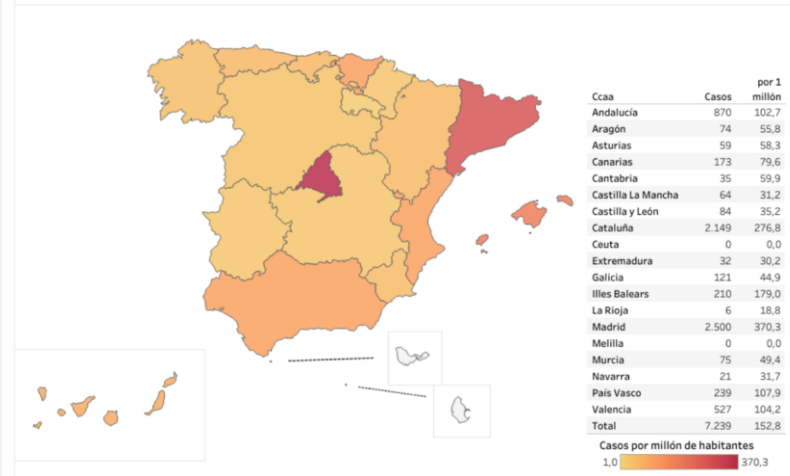 por 1
Ccaa Casos millón
Andalucía 870 102,7
Aragón 74 55,8
Asturias 59 58,3
Canarias 173 79,6
Cantabria 35 59,9
Castilla La Mancha 64 31,2
Castilla y León 84 35,2
Cataluña 2.149 276,8
Ceuta 0 0,0
Extremadura 32 30,2
Galicia 121 44,9
Illes Balears 210 179,0
La Rioja 6 18,8
Madrid 2.500 370,3
Melilla 0 0,0
Murcia 75 49,4
Navarra 21 31,7
País Vasco 239 107,9
Valencia 527 104,2
Total 7.239 152,8
Casos por millón de habitantes
1,0 370,3